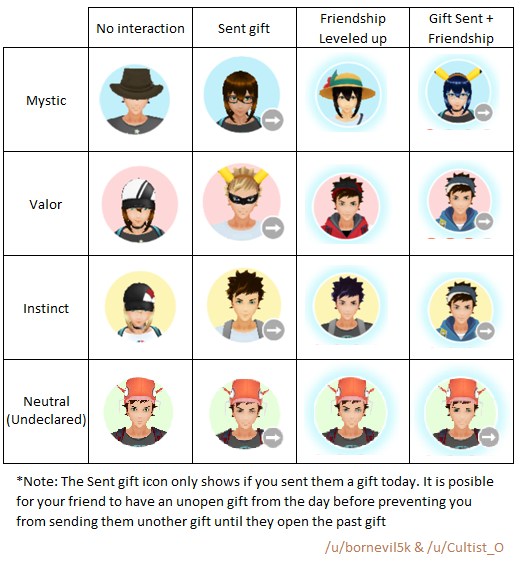 No interaction
Sent gift
Friendship
Leveled up
Gift Sent +
Friendship
Mystic
Valor
Instinct
Neutral
(Undeclared)
*Note: The Sent gift icon only shows if you sent them a gift today. It is posible
for your friend to have an unopen gift from the day before preventing you
from sending them unother gift until they open the past gift
/u/bornevil5k & /u/Cultist_O